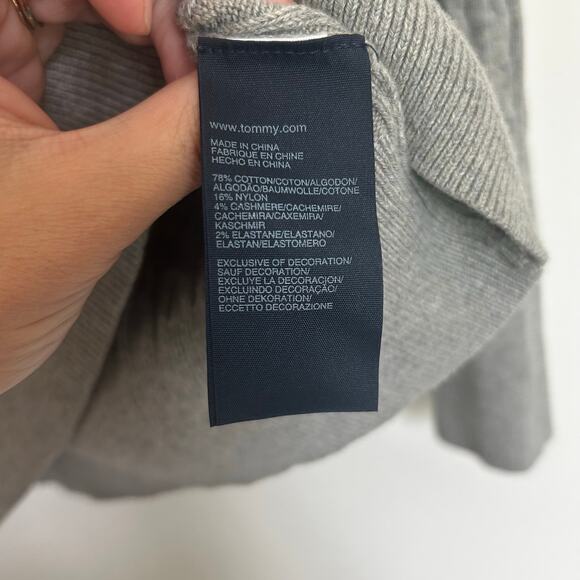 www.tommy.com
MADE IN CHINA
FABRIQUE EN CHINE
HECHO EN CHINA
78% COTTON/COTON/ALGODON/
ALGODÃO/BAUMWOLLE/COTONE
16% NYLON
4% CASHMERE/CACHEMIRE/
CACHEMIRA/CAXEMIRA/
KASCHMIR
2% ELASTANE/ELASTANO/
ELASTAN/ELASTOMERO
EXCLUSIVE OF DECORATION/
SAUF DECORATION/
EXCLUYE LA DECORACION/
EXCLUINDO DECORAÇÃO/
OHNE DEKORATION/
ECCETTO DECORAZIONE